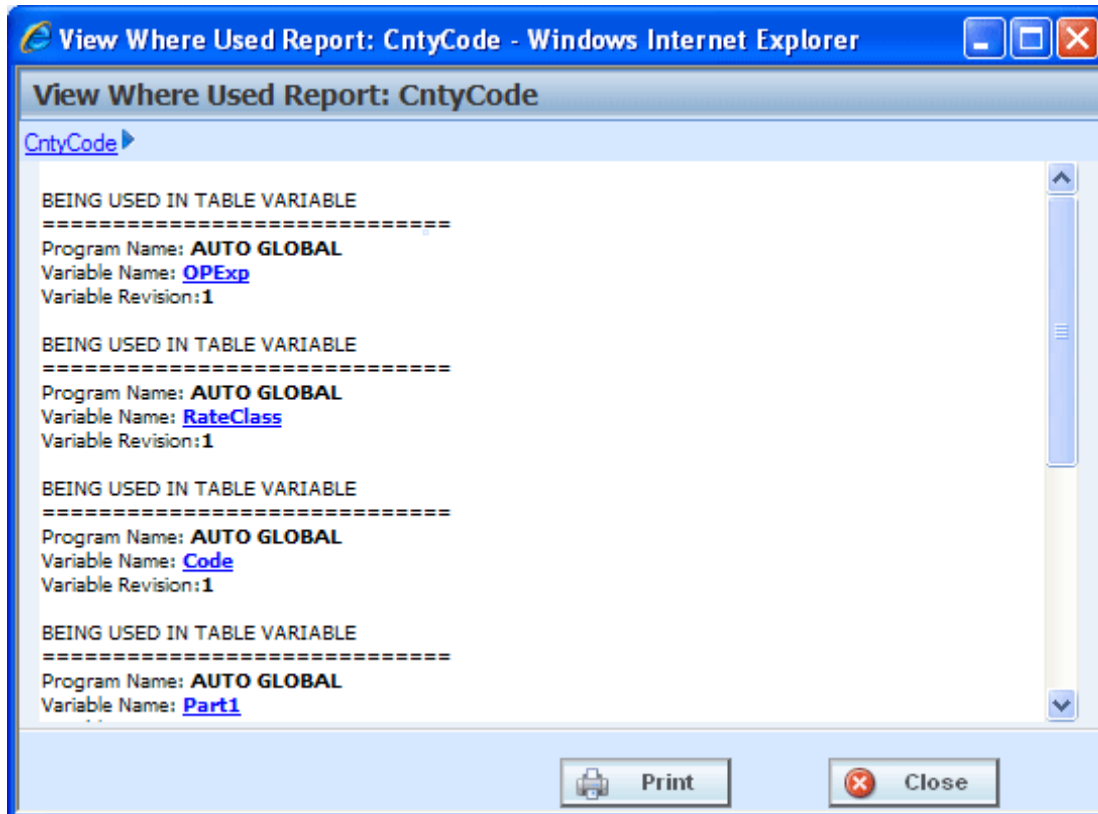 View Where Used Report: CntyCode - Windows Internet Explorer
View Where Used Report: CntyCode
CntyCode
BEING USED IN TABLE VARIABLE
=============================
Program Name: AUTO GLOBAL
Variable Name: OPExp
Variable Revision:1
BEING USED IN TABLE VARIABLE
=============================
Program Name: AUTO GLOBAL
Variable Name: RateClass
Variable Revision:1
BEING USED IN TABLE VARIABLE
=============================
Program Name: AUTO GLOBAL
Variable Name: Code
Variable Revision:1
BEING USED IN TABLE VARIABLE
=============================
Program Name: AUTO GLOBAL
Variable Name: Part1
Print Close